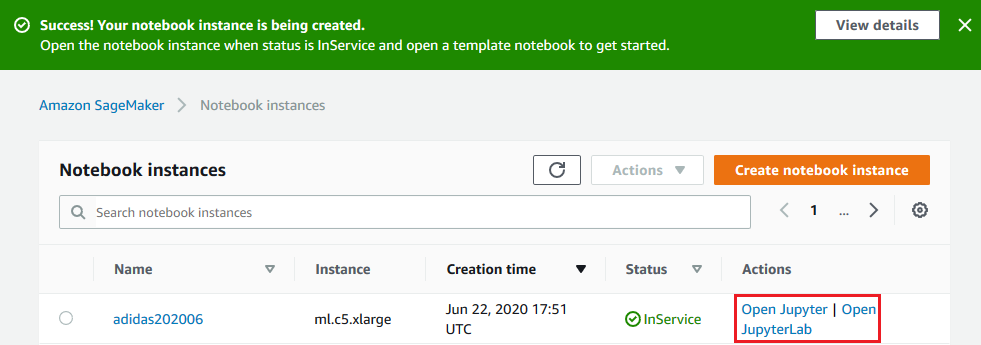 Success! Your notebook instance is being created.
View details
Open the notebook instance when status is InService and open a template notebook to get started.
Amazon SageMaker > Notebook instances
Notebook instances
Actions
Create notebook instance
Search notebook instances
1 ...
Name Instance Creation time Status Actions
adidas202006 ml.c5.xlarge Jun 22, 2020 17:51 UTC InService Open Jupyter | Open JupyterLab